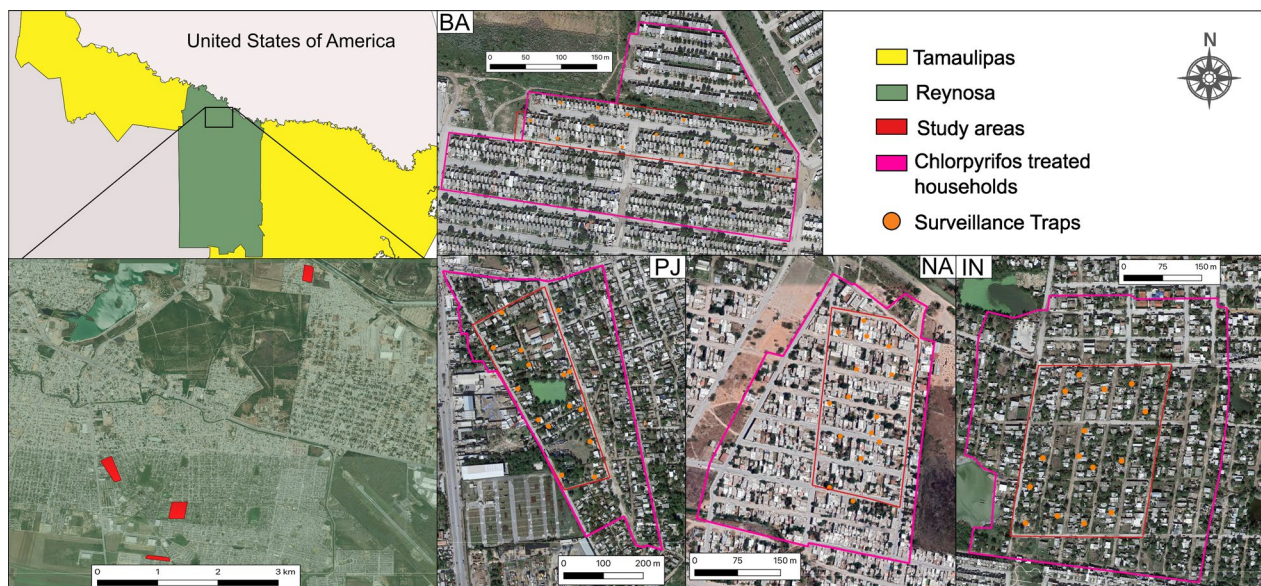 United States of America
BA
0 50 100 150 m
Tamaulipas
Reynosa
Study areas
Chlorpyrifos treated
households
Surveillance Traps
N
0 1 2 3 km
PJ
0 100 200 m
NA
0 75 150 m
IN
0 75 150 m